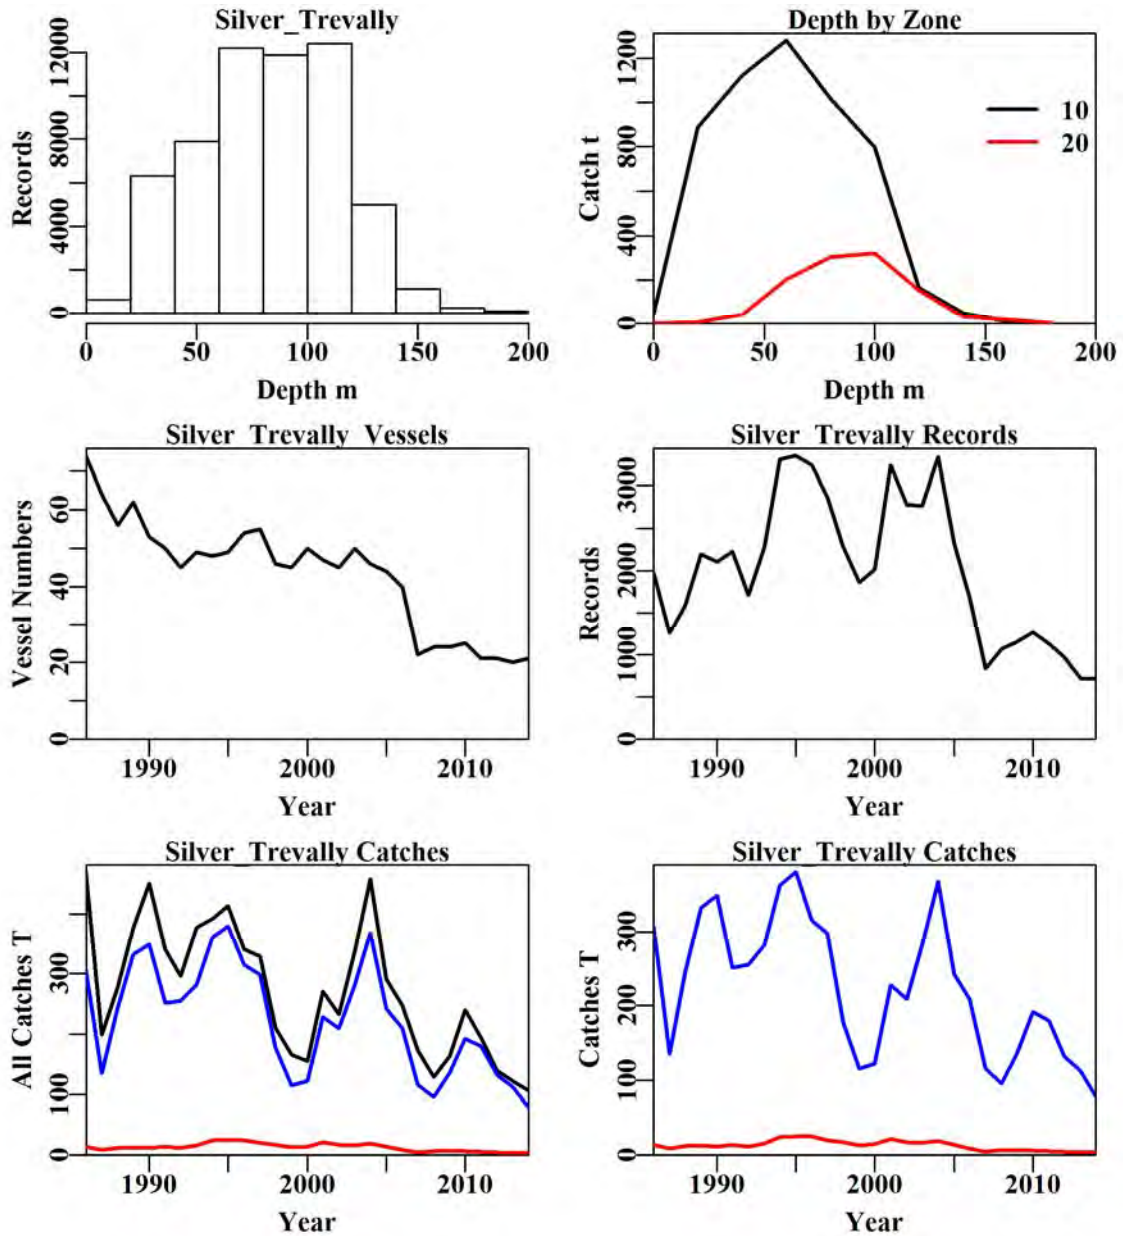 Silver_Trevally
Records
0 4000 8000 12000
0 50 100 150 200
Depth m
Depth by Zone
Catch t
0 400 800 1200
10
20
0 50 100 150 200
Depth m
Silver_Trevally_Vessels
Vessel Numbers
0 20 40 60
1990 2000 2010
Year
Silver_Trevally Records
Records
0 1000 2000 3000
1990 2000 2010
Year
Silver_Trevally Catches
All Catches T
0 100 300
1990 2000 2010
Year
Silver_Trevally Catches
Catches T
0 100 200 300
1990 2000 2010
Year